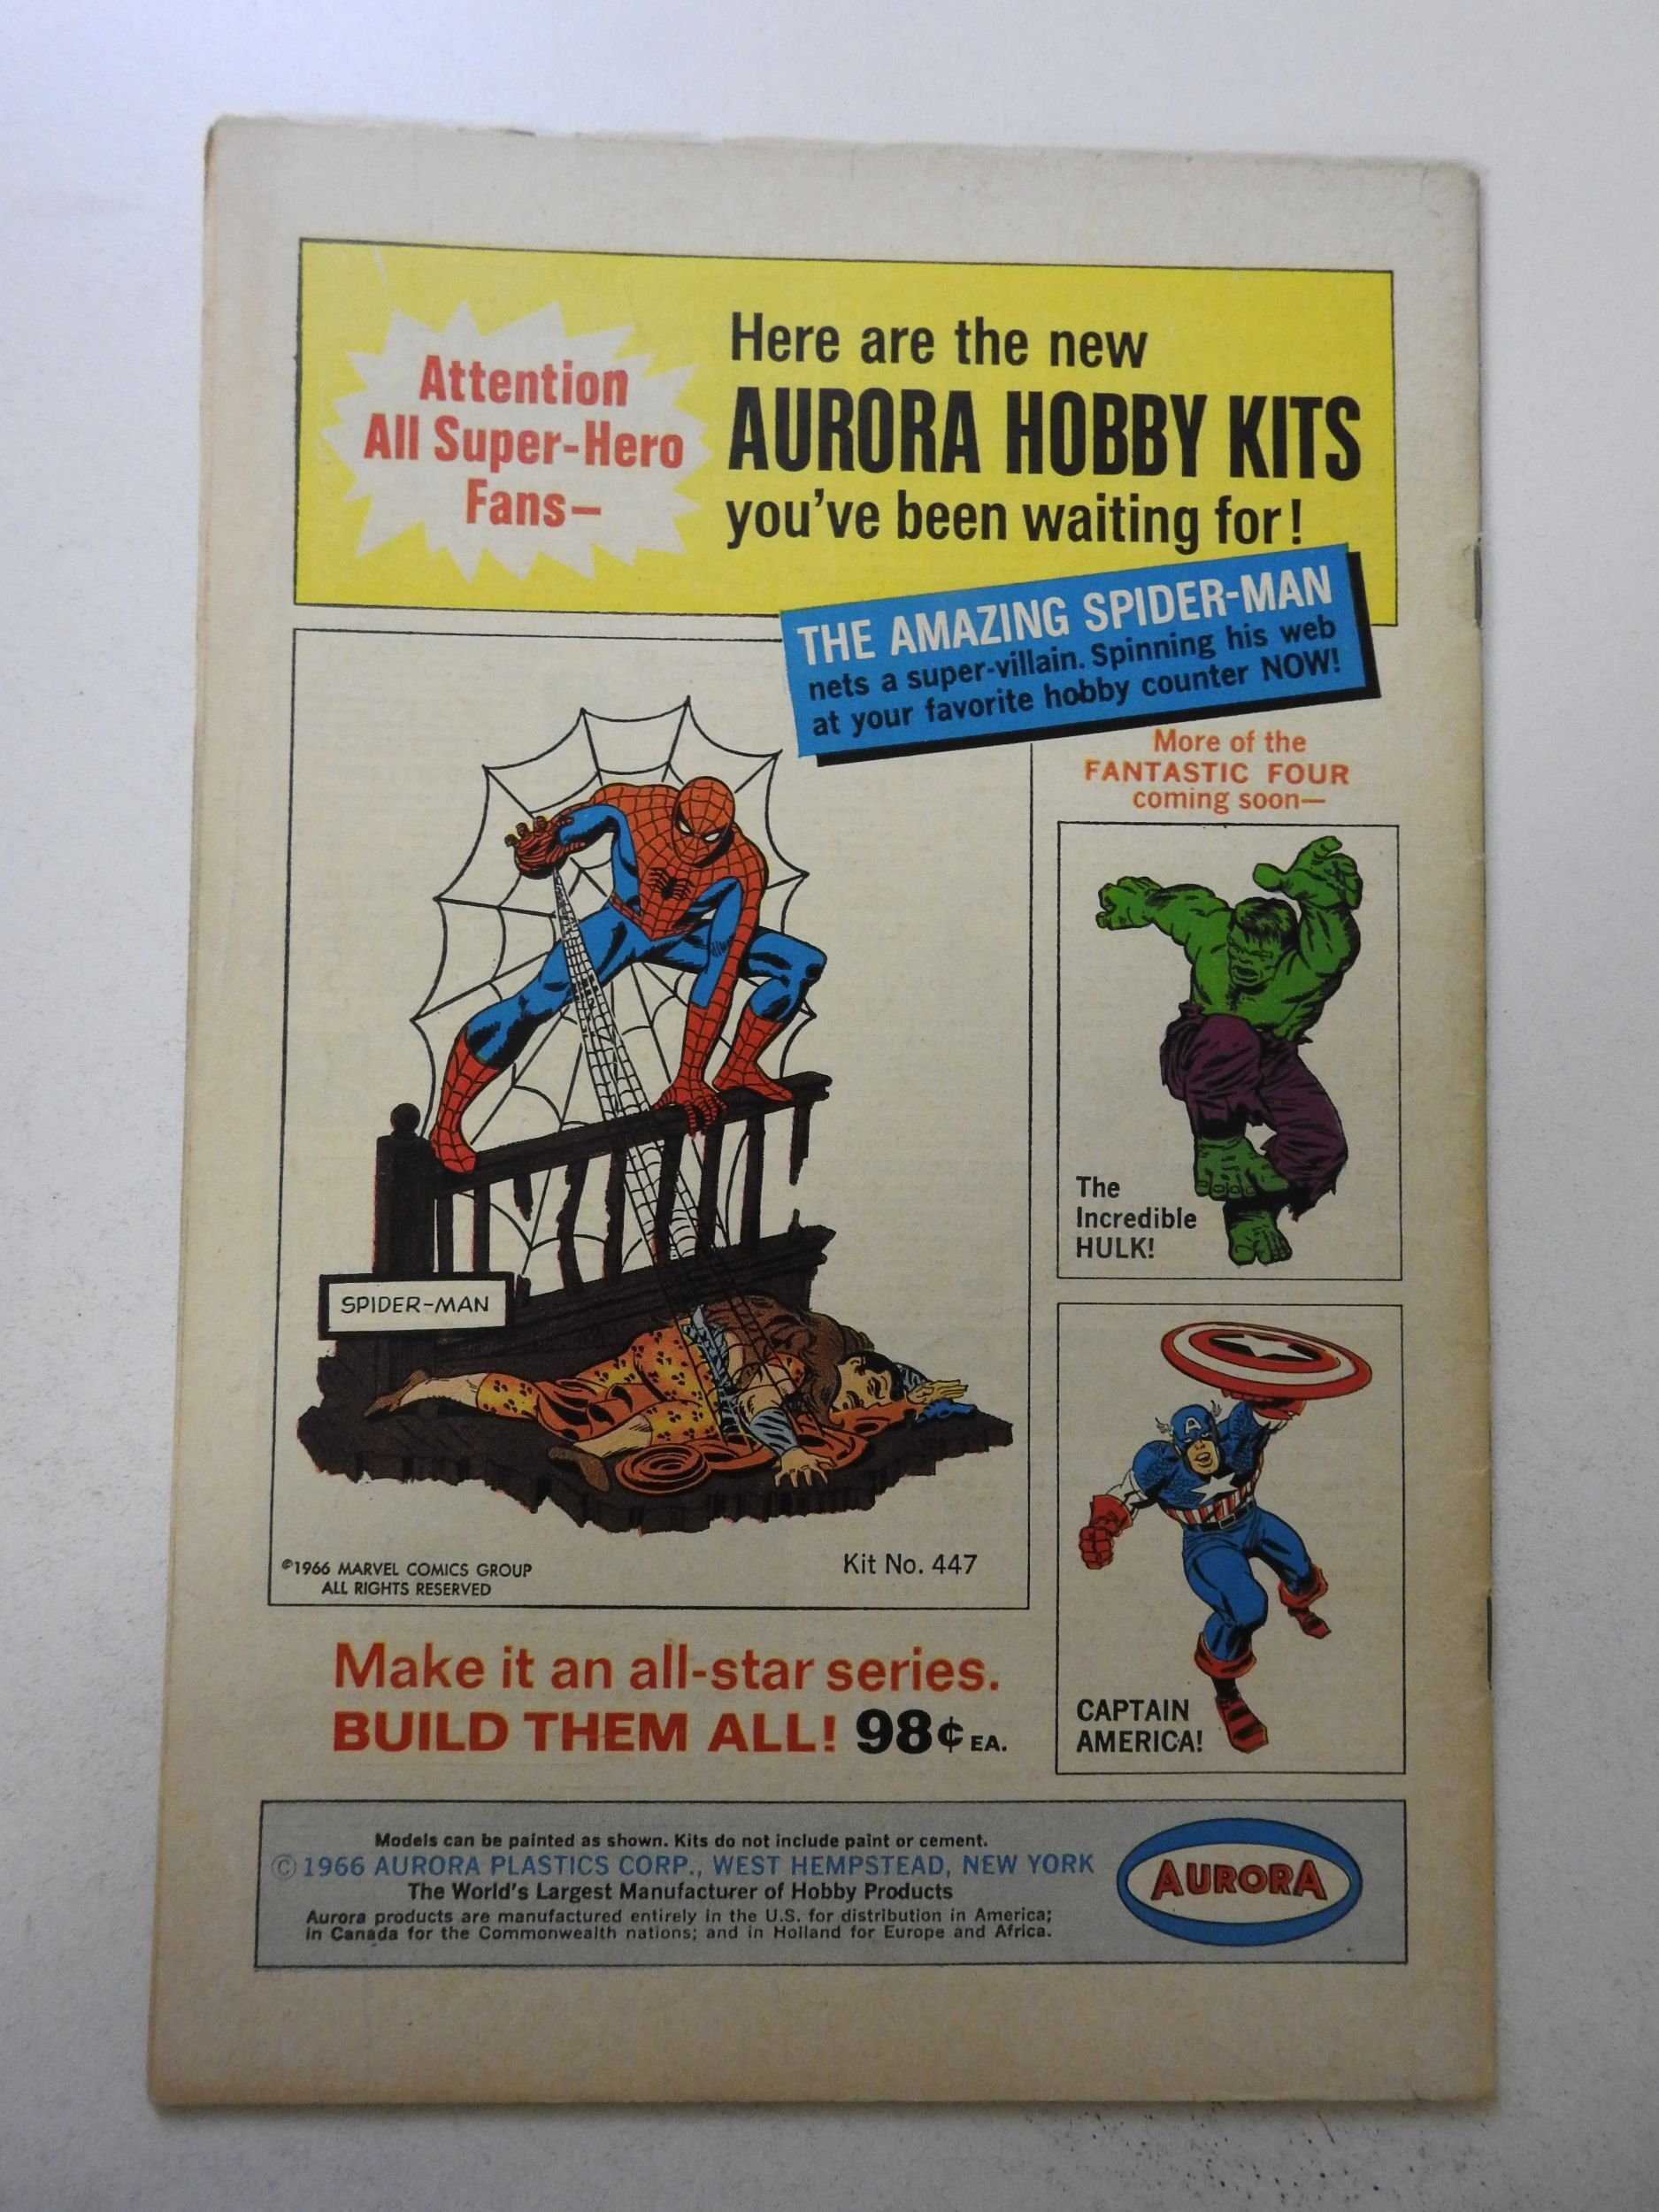 Attention
All Super-Hero
Fans—
Here are the new
AURORA HOBBY KITS
you've been waiting for!
THE AMAZING SPIDER-MAN
nets a super-villain. Spinning his web
at your favorite hobby counter NOW!
More of the
FANTASTIC FOUR
coming soon—
The
Incredible
HULK!
SPIDER-MAN
A
©1966 MARVEL COMICS GROUP
ALL RIGHTS RESERVED
Kit No. 447
CAPTAIN
AMERICA!
Make it an all-star series.
BUILD THEM ALL! 98¢ EA.
Models can be painted as shown. Kits do not include paint or cement.
© 1966 AURORA PLASTICS CORP., WEST HEMPSTEAD, NEW YORK
The World's Largest Manufacturer of Hobby Products
Aurora products are manufactured entirely in the U.S. for distribution in America;
in Canada for the Commonwealth nations; and in Holland for Europe and Africa.
AURORA